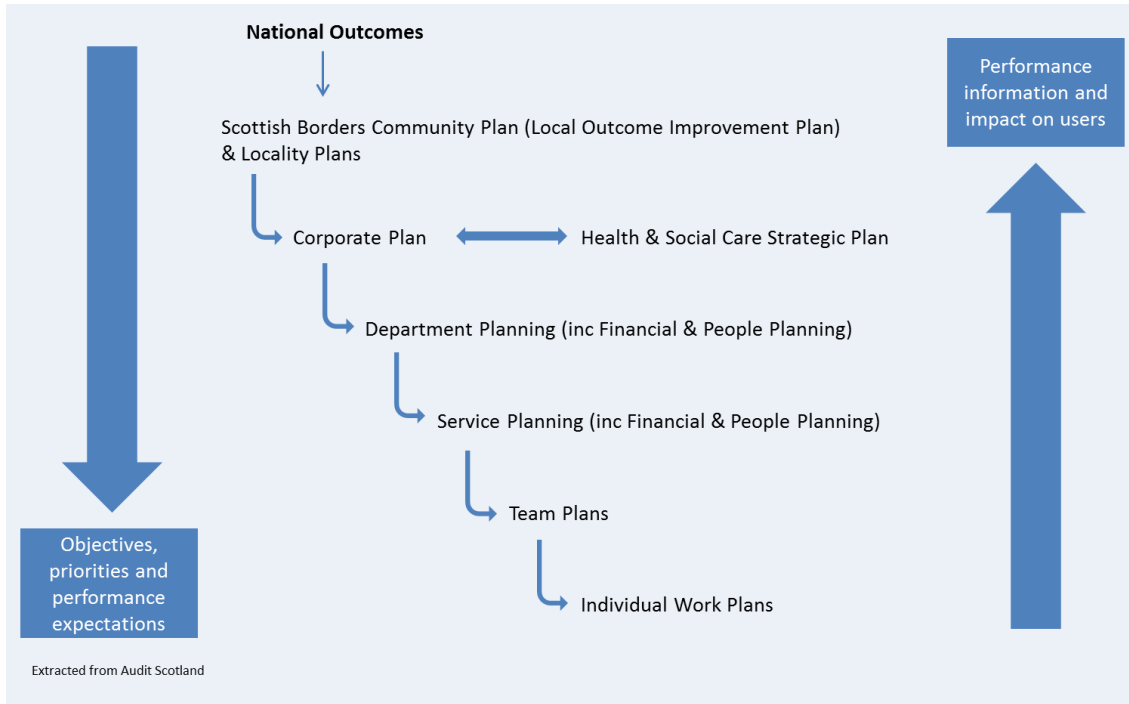 National Outcomes
Performance
information and
impact on users
Scottish Borders Community Plan (Local Outcome Improvement Plan)
& Locality Plans
Corporate Plan
Health & Social Care Strategic Plan
Department Planning (inc Financial & People Planning)
Service Planning (inc Financial & People Planning)
Team Plans
Objectives,
priorities and
performance
expectations
Individual Work Plans
Extracted from Audit Scotland